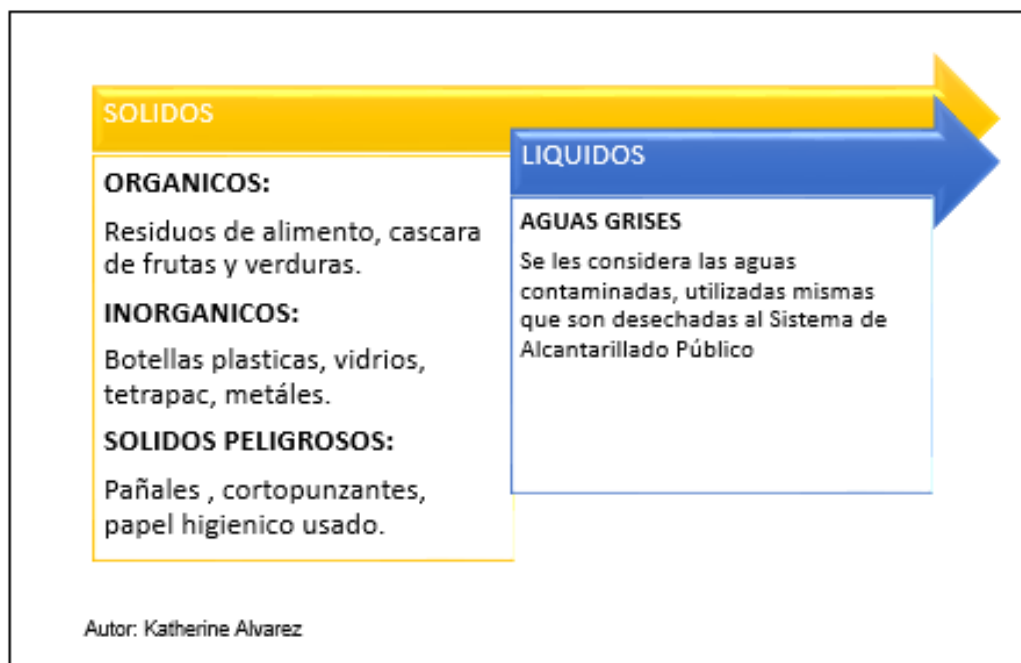 SOLIDOS
ORGANICOS:
Residuos de alimento, cascara
de frutas y verduras.
INORGANICOS:
Botellas plasticas, vidrios,
tetrapac, metáles.
SOLIDOS PELIGROSOS:
Pañales , cortopunzantes,
papel higienico usado.
LIQUIDOS
AGUAS GRISES
Se les considera las aguas
contaminadas, utilizadas mismas
que son desechadas al Sistema de
Alcantarillado Público
Autor: Katherine Alvarez